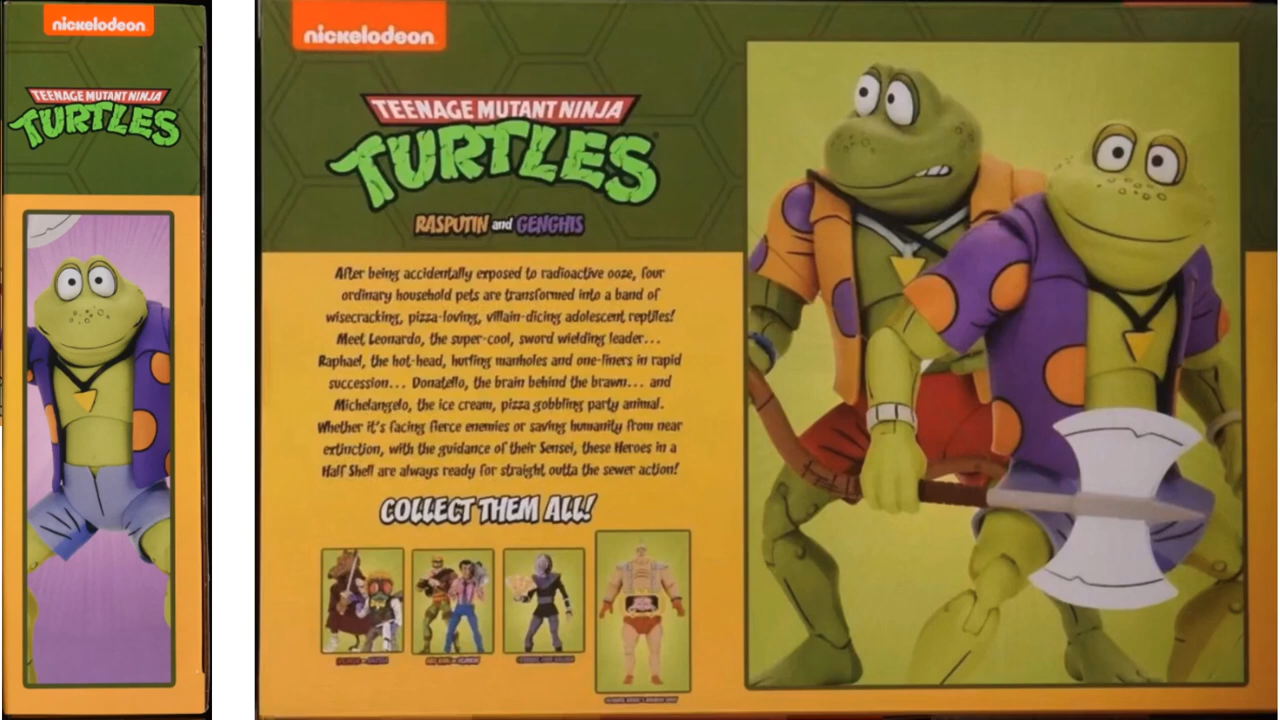 nickelodeon
TEENAGE MUTANT NINJA
TURTLES
nickelodeon
TEENAGE MUTANT NINJA
TURTLES
RASPUTIN and GENGHIS
After being accidentally exposed to radioactive ooze, four
ordinary household pets are transformed into a band of
wisecracking, pizza-loving, villain-dicing adolescent reptiles!
Meet Leonardo, the super-cool, sword wielding leader...
Raphael, the hot-head, hurling manholes and one-liners in rapid
succession... Donatello, the brain behind the brawn... and
Michelangelo, the ice cream, pizza gobbling party animal.
Whether it's facing fierce enemies or saving humanity from near
extinction, with the guidance of their Sensei, these Heroes in a
Half Shell are always ready for straight outta the sewer action!
COLLECT THEM ALL!